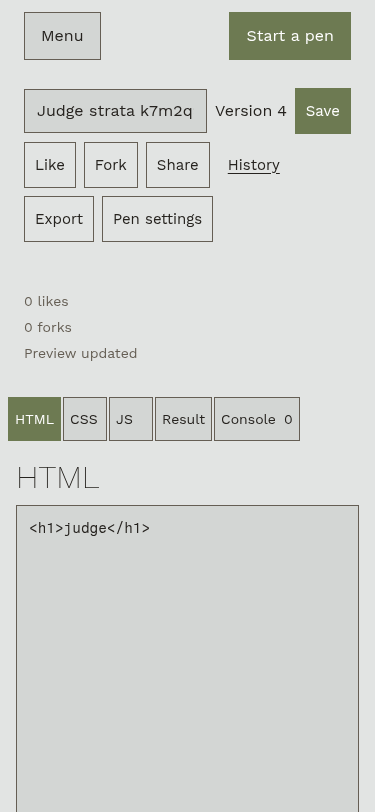 Menu Start a pen
Judge strata k7m2q Version 4 Save
Like Fork Share History
Export Pen settings
0 likes
0 forks
Preview updated
HTML CSS JS Result Console 0
HTML
<h1>judge</h1>